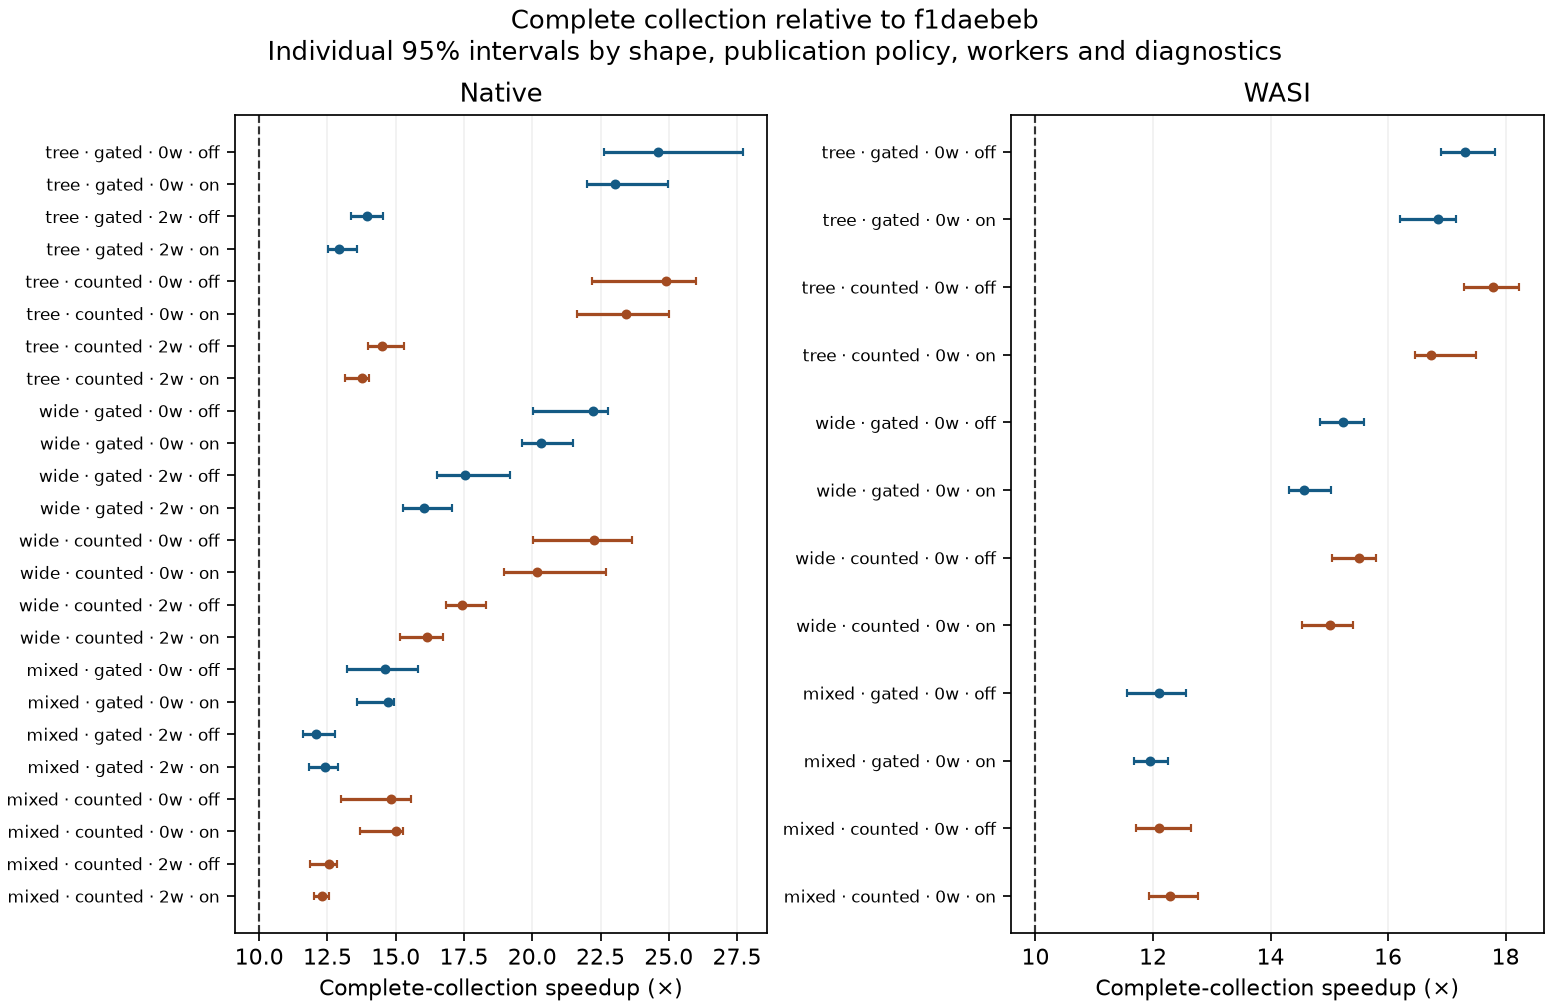 Complete collection relative to f1daebeb
Individual 95% intervals by shape, publication policy, workers and diagnostics
Native
tree · gated · 0w · off
tree · gated · 0w · on
tree · gated · 2w · off
tree · gated · 2w · on
tree · counted · 0w · off
tree · counted · 0w · on
tree · counted · 2w · off
tree · counted · 2w · on
wide · gated · 0w · off
wide · gated · 0w · on
wide · gated · 2w · off
wide · gated · 2w · on
wide · counted · 0w · off
wide · counted · 0w · on
wide · counted · 2w · off
wide · counted · 2w · on
mixed · gated · 0w · off
mixed · gated · 0w · on
mixed · gated · 2w · off
mixed · gated · 2w · on
mixed · counted · 0w · off
mixed · counted · 0w · on
mixed · counted · 2w · off
mixed · counted · 2w · on
10.0 12.5 15.0 17.5 20.0 22.5 25.0 27.5
Complete-collection speedup (×)
WASI
tree · gated · 0w · off
tree · gated · 0w · on
tree · counted · 0w · off
tree · counted · 0w · on
wide · gated · 0w · off
wide · gated · 0w · on
wide · counted · 0w · off
wide · counted · 0w · on
mixed · gated · 0w · off
mixed · gated · 0w · on
mixed · counted · 0w · off
mixed · counted · 0w · on
10 12 14 16 18
Complete-collection speedup (×)